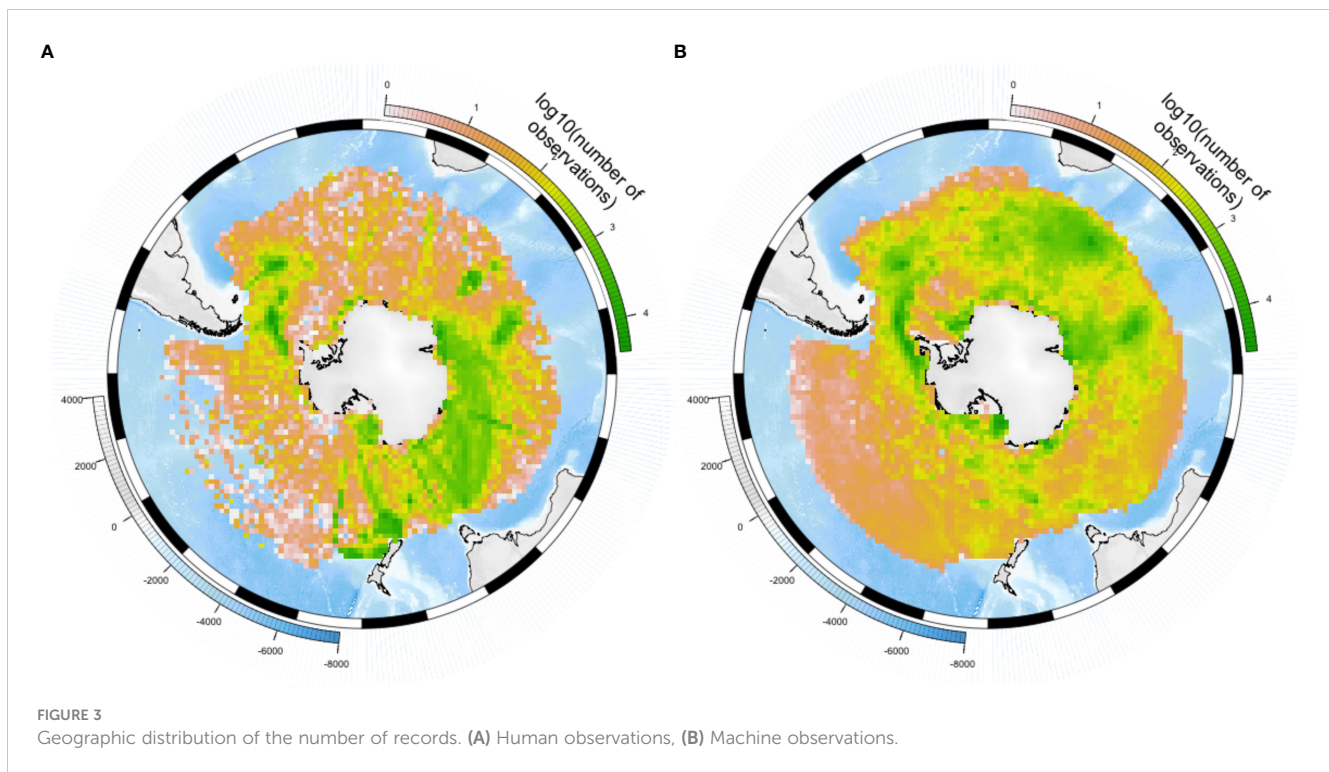 A
B
0
1
log10(number of
observations)
2
3
4
4000
2000
0
-2000
-4000
-6000
-8000
0
1
log10(number of
observations)
3
4
4000
2000
0
-2000
-4000
-6000
-8000
FIGURE 3
Geographic distribution of the number of records. (A) Human observations, (B) Machine observations.